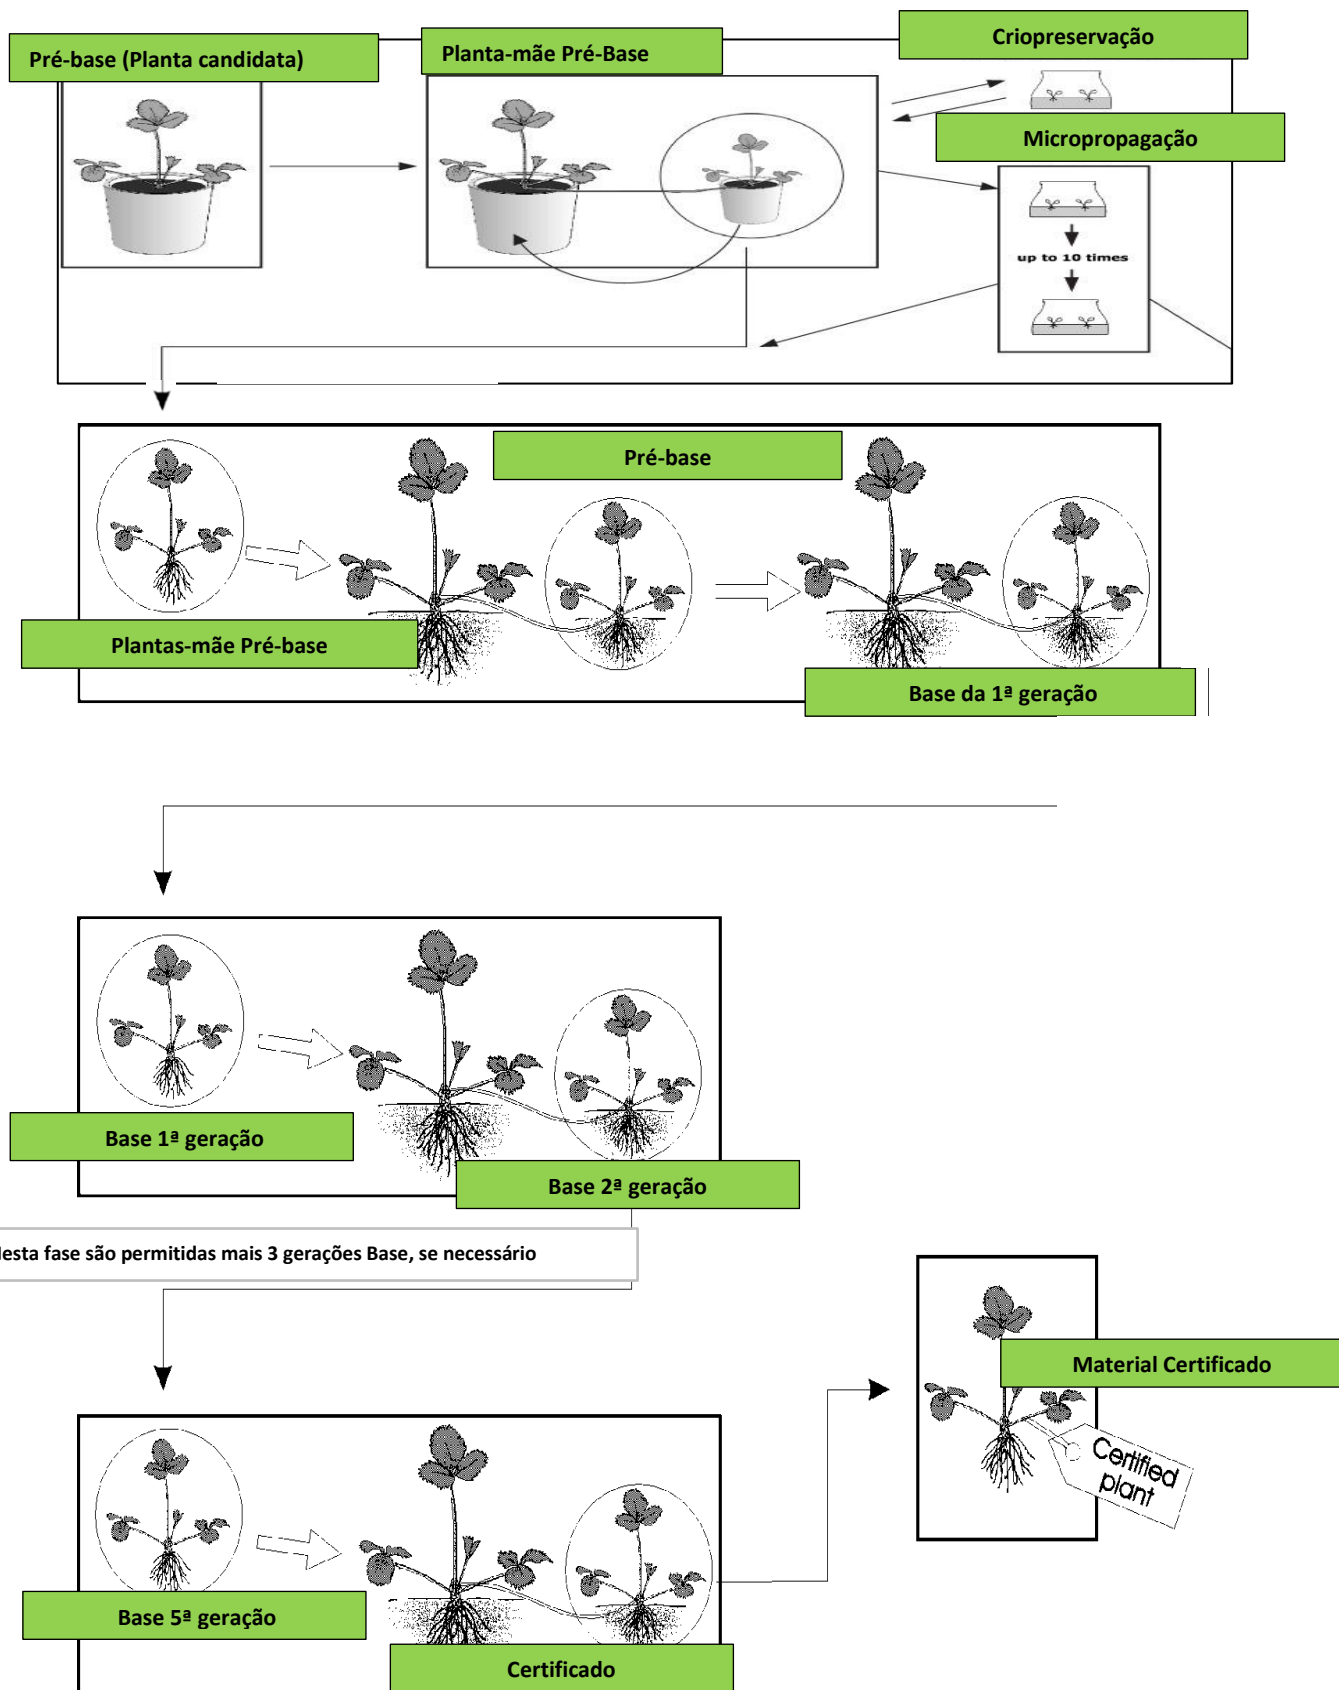 Criopreservação
Pré-base (Planta candidata)
Planta-mãe Pré-Base
Micropropagação
up to 10 times
Pré-base
Plantas-mãe Pré-base
Base da 1ª geração
Base 1ª geração
Base 2ª geração
esta fase são permitidas mais 3 gerações Base, se necessário
Material Certificado
Certified
plant
Base 5ª geração
Certificado